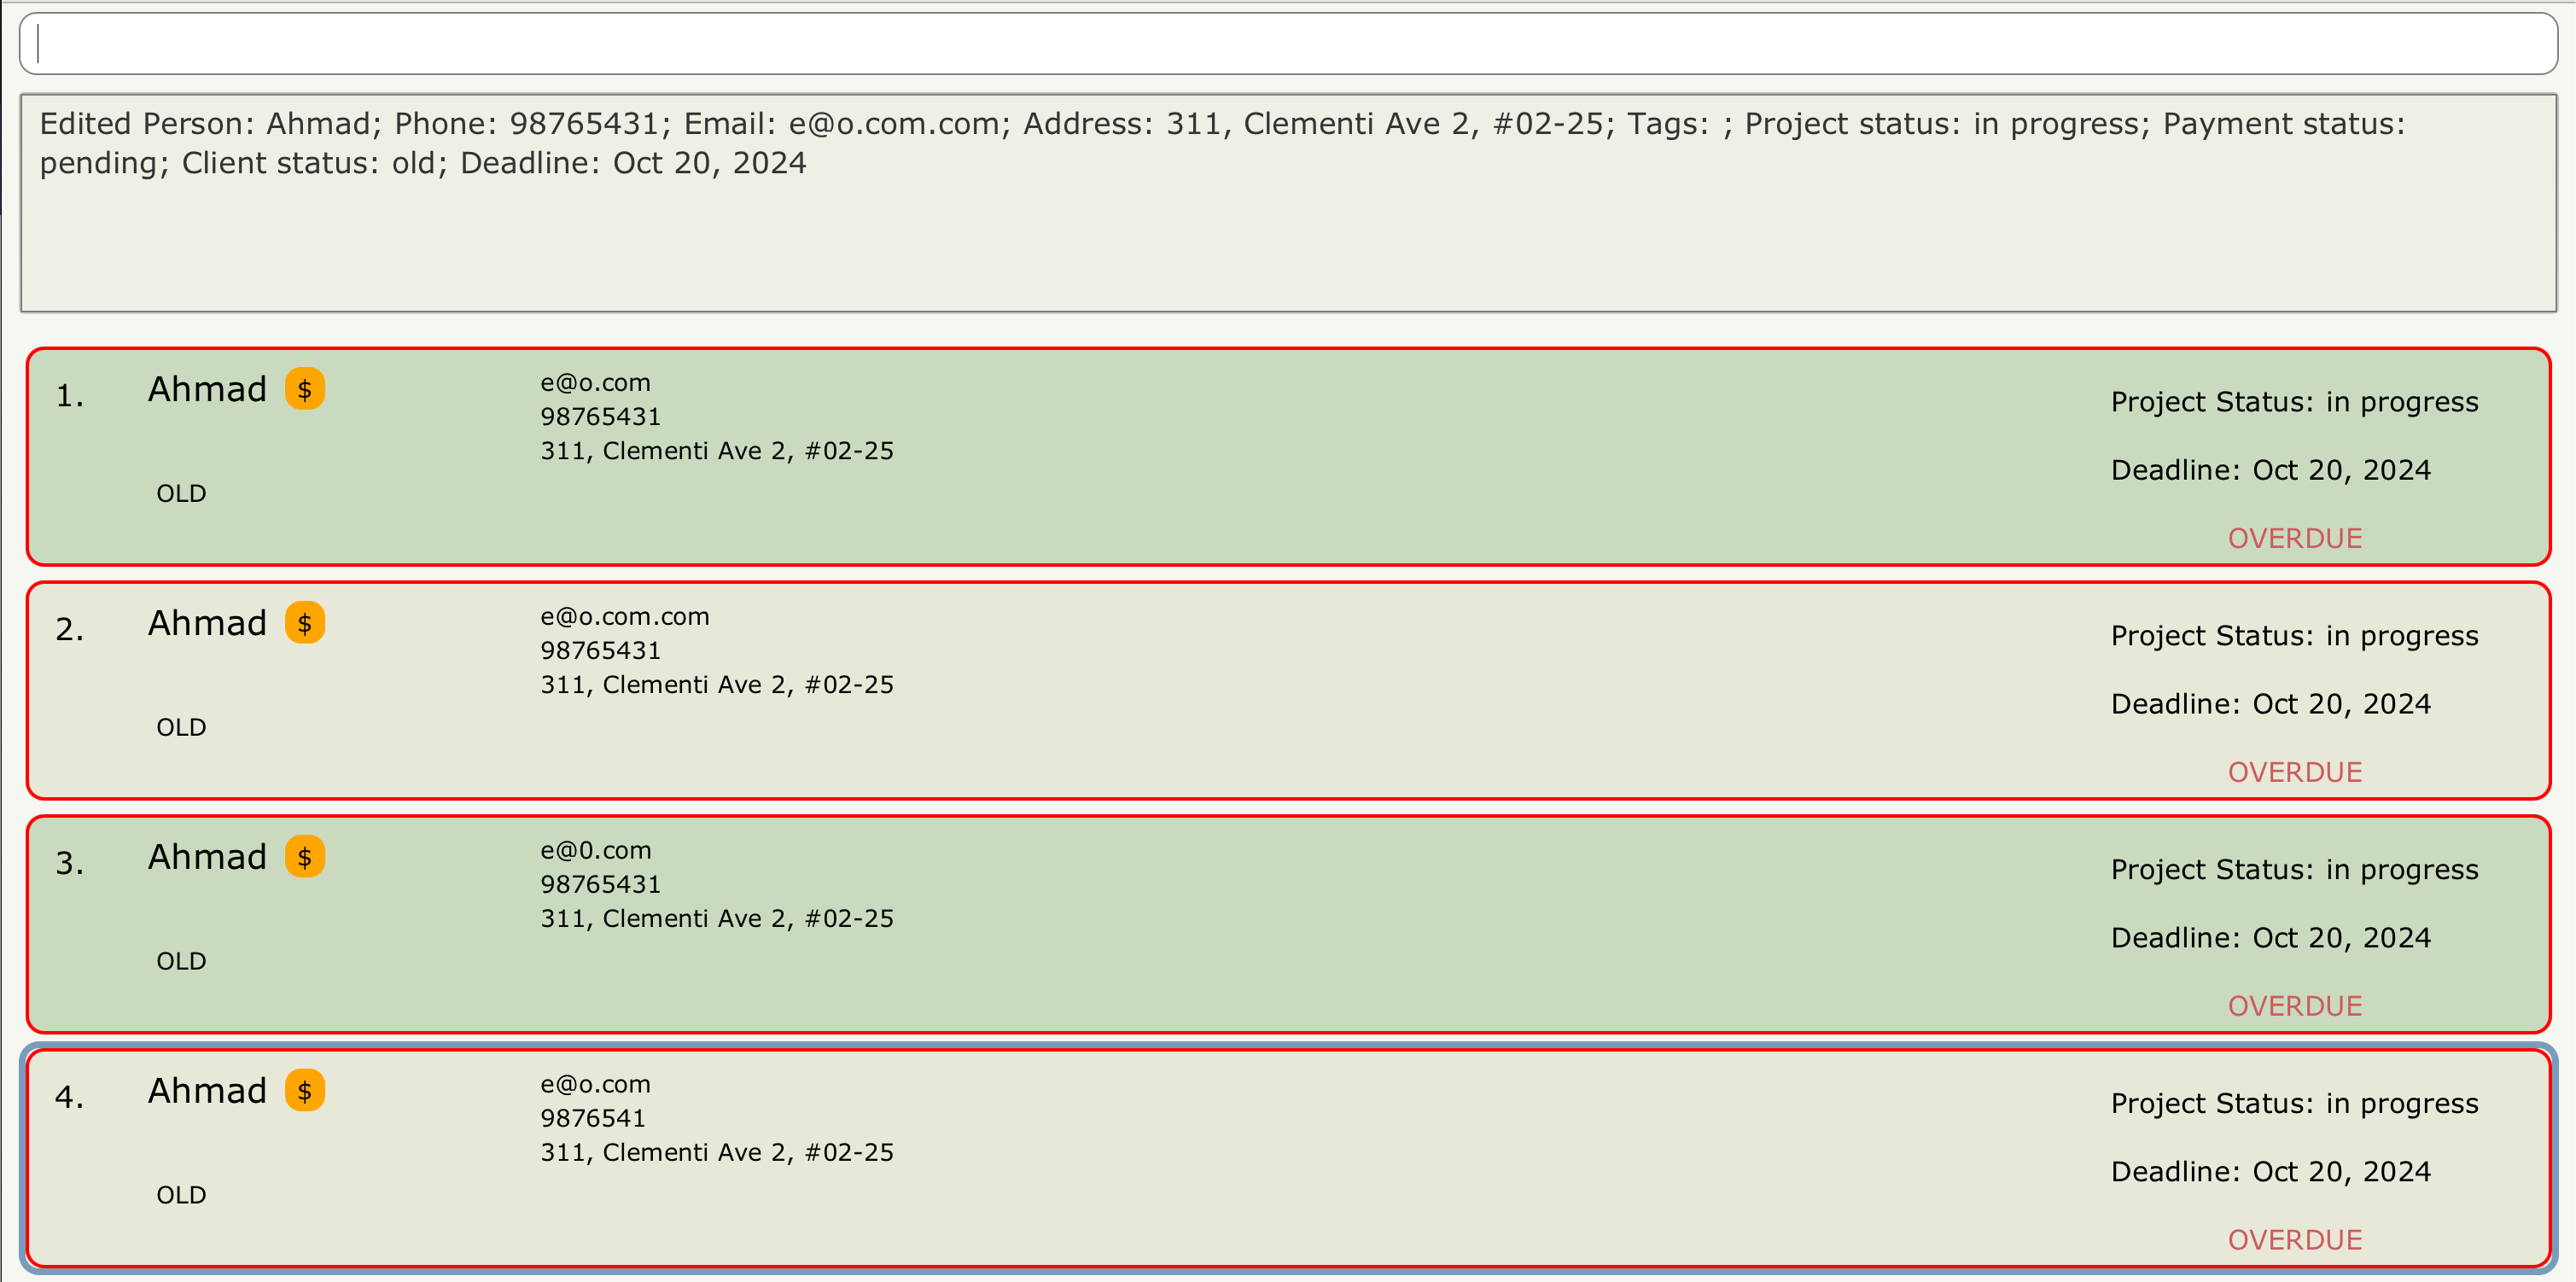 Edited Person: Ahmad; Phone: 98765431; Email: e@o.com.com; Address: 311, Clementi Ave 2, #02-25; Tags: ; Project status: in progress; Payment status:
pending; Client status: old; Deadline: Oct 20, 2024
1. Ahmad $
e@o.com
98765431
311, Clementi Ave 2, #02-25
OLD
Project Status: in progress
Deadline: Oct 20, 2024
OVERDUE
2. Ahmad $
e@o.com.com
98765431
311, Clementi Ave 2, #02-25
OLD
Project Status: in progress
Deadline: Oct 20, 2024
OVERDUE
3. Ahmad $
e@0.com
98765431
311, Clementi Ave 2, #02-25
OLD
Project Status: in progress
Deadline: Oct 20, 2024
OVERDUE
4. Ahmad $
e@o.com
9876541
311, Clementi Ave 2, #02-25
OLD
Project Status: in progress
Deadline: Oct 20, 2024
OVERDUE